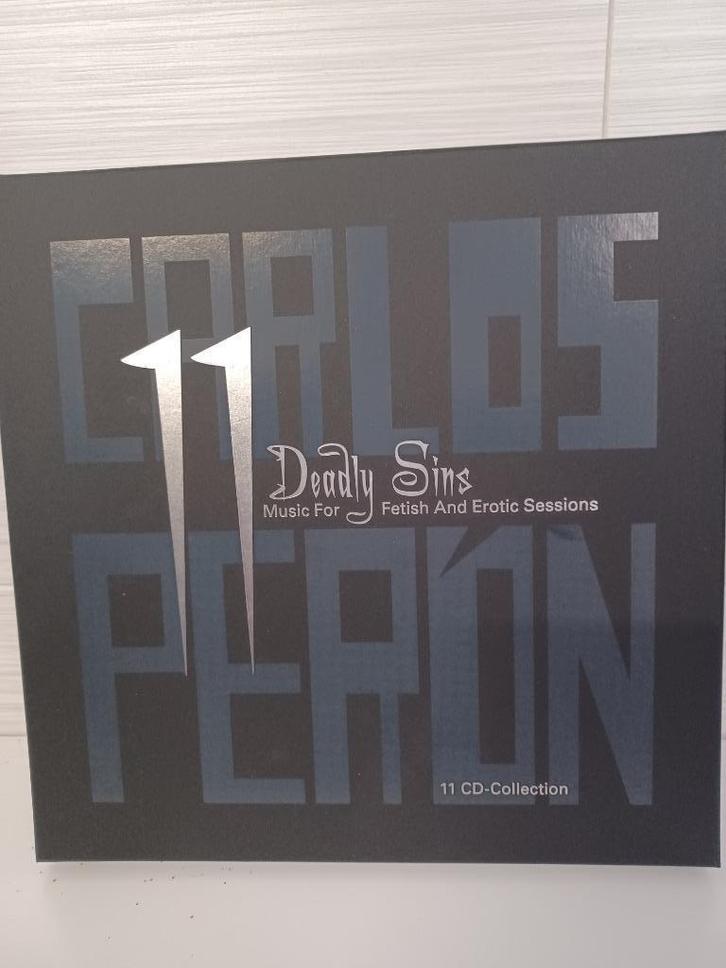 CARLOS
11
Deadly Sins
Music For Fetish And Erotic Sessions
PERÓN
11 CD-Collection